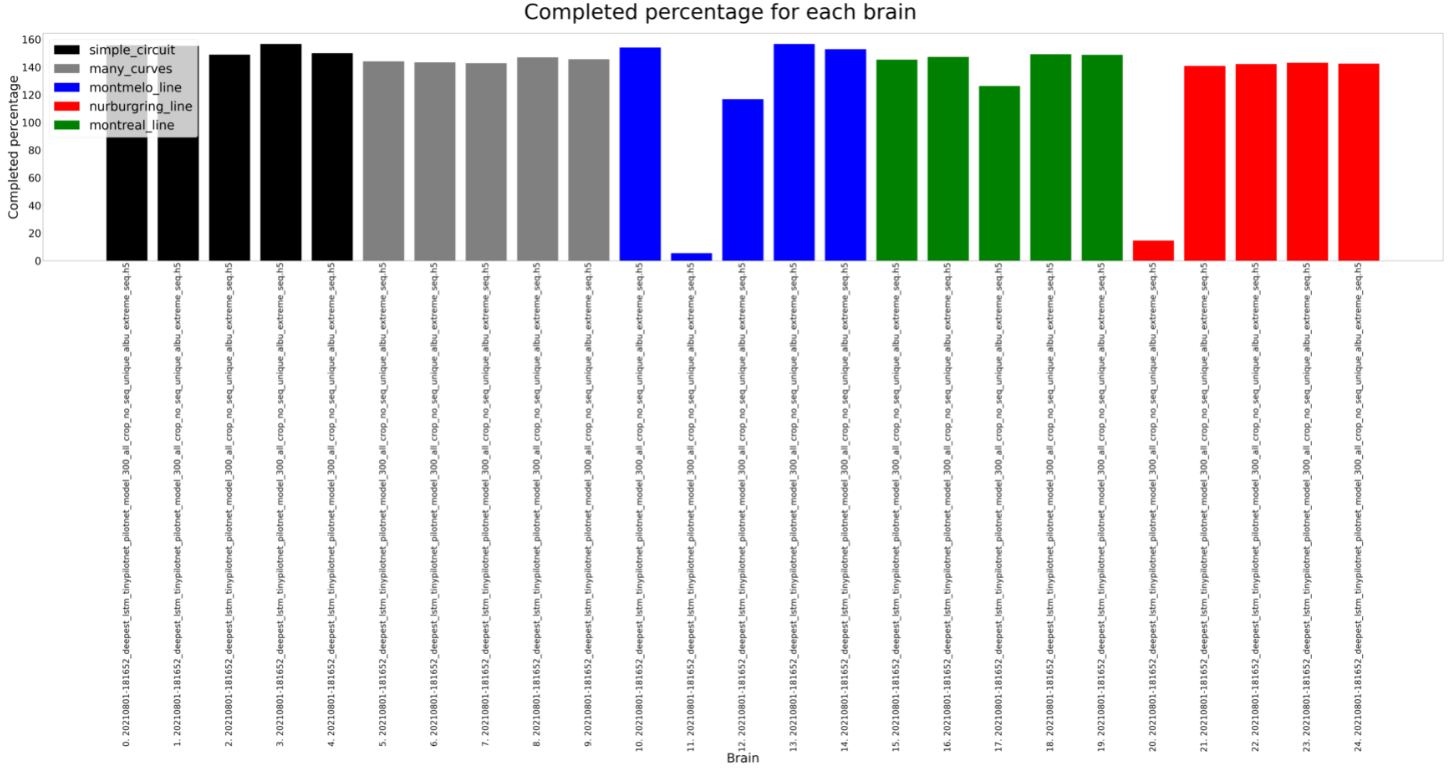 Completed percentage for each brain
Completed percentage
160
140
120
100
80
60
40
20
0
simple_circuit
many_curves
montmelo_line
nurburgring_line
montreal_line
0. 20210801-181652_deepest_lstm_tinypilotnet_pilotnet_model_300_all_crop_no_seq_unique_albu_extreme_seq.h5
1. 20210801-181652_deepest_lstm_tinypilotnet_pilotnet_model_300_all_crop_no_seq_unique_albu_extreme_seq.h5
2. 20210801-181652_deepest_lstm_tinypilotnet_pilotnet_model_300_all_crop_no_seq_unique_albu_extreme_seq.h5
3. 20210801-181652_deepest_lstm_tinypilotnet_pilotnet_model_300_all_crop_no_seq_unique_albu_extreme_seq.h5
4. 20210801-181652_deepest_lstm_tinypilotnet_pilotnet_model_300_all_crop_no_seq_unique_albu_extreme_seq.h5
5. 20210801-181652_deepest_lstm_tinypilotnet_pilotnet_model_300_all_crop_no_seq_unique_albu_extreme_seq.h5
6. 20210801-181652_deepest_lstm_tinypilotnet_pilotnet_model_300_all_crop_no_seq_unique_albu_extreme_seq.h5
7. 20210801-181652_deepest_lstm_tinypilotnet_pilotnet_model_300_all_crop_no_seq_unique_albu_extreme_seq.h5
8. 20210801-181652_deepest_lstm_tinypilotnet_pilotnet_model_300_all_crop_no_seq_unique_albu_extreme_seq.h5
9. 20210801-181652_deepest_lstm_tinypilotnet_pilotnet_model_300_all_crop_no_seq_unique_albu_extreme_seq.h5
10. 20210801-181652_deepest_lstm_tinypilotnet_pilotnet_model_300_all_crop_no_seq_unique_albu_extreme_seq.h5
11. 20210801-181652_deepest_lstm_tinypilotnet_pilotnet_model_300_all_crop_no_seq_unique_albu_extreme_seq.h5
12. 20210801-181652_deepest_lstm_tinypilotnet_pilotnet_model_300_all_crop_no_seq_unique_albu_extreme_seq.h5
13. 20210801-181652_deepest_lstm_tinypilotnet_pilotnet_model_300_all_crop_no_seq_unique_albu_extreme_seq.h5
14. 20210801-181652_deepest_lstm_tinypilotnet_pilotnet_model_300_all_crop_no_seq_unique_albu_extreme_seq.h5
15. 20210801-181652_deepest_lstm_tinypilotnet_pilotnet_model_300_all_crop_no_seq_unique_albu_extreme_seq.h5
16. 20210801-181652_deepest_lstm_tinypilotnet_pilotnet_model_300_all_crop_no_seq_unique_albu_extreme_seq.h5
17. 20210801-181652_deepest_lstm_tinypilotnet_pilotnet_model_300_all_crop_no_seq_unique_albu_extreme_seq.h5
18. 20210801-181652_deepest_lstm_tinypilotnet_pilotnet_model_300_all_crop_no_seq_unique_albu_extreme_seq.h5
19. 20210801-181652_deepest_lstm_tinypilotnet_pilotnet_model_300_all_crop_no_seq_unique_albu_extreme_seq.h5
20. 20210801-181652_deepest_lstm_tinypilotnet_pilotnet_model_300_all_crop_no_seq_unique_albu_extreme_seq.h5
21. 20210801-181652_deepest_lstm_tinypilotnet_pilotnet_model_300_all_crop_no_seq_unique_albu_extreme_seq.h5
22. 20210801-181652_deepest_lstm_tinypilotnet_pilotnet_model_300_all_crop_no_seq_unique_albu_extreme_seq.h5
23. 20210801-181652_deepest_lstm_tinypilotnet_pilotnet_model_300_all_crop_no_seq_unique_albu_extreme_seq.h5
24. 20210801-181652_deepest_lstm_tinypilotnet_pilotnet_model_300_all_crop_no_seq_unique_albu_extreme_seq.h5
Brain